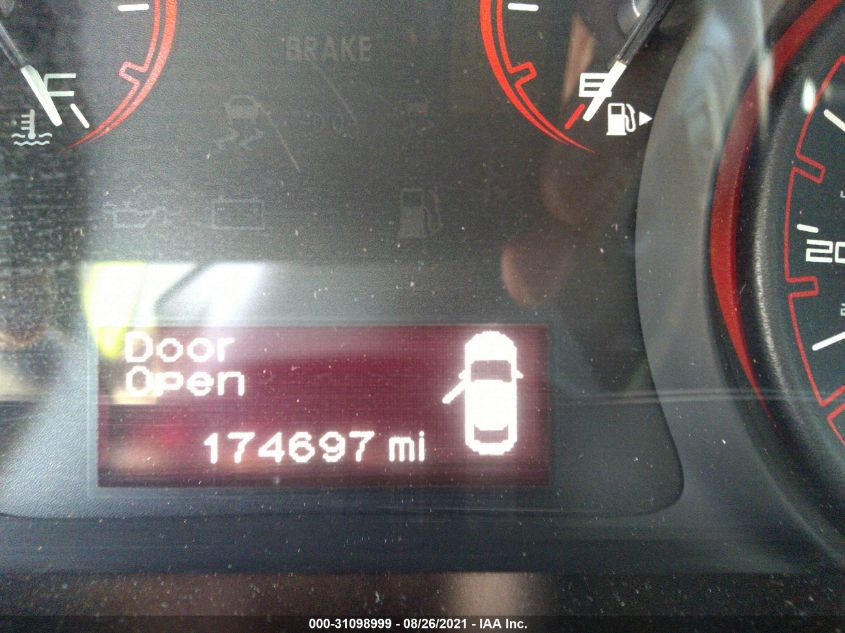 BRAKE
F
E
20
Door
Open
174697 mi
000-31098999 - 08/26/2021 - IAA Inc.